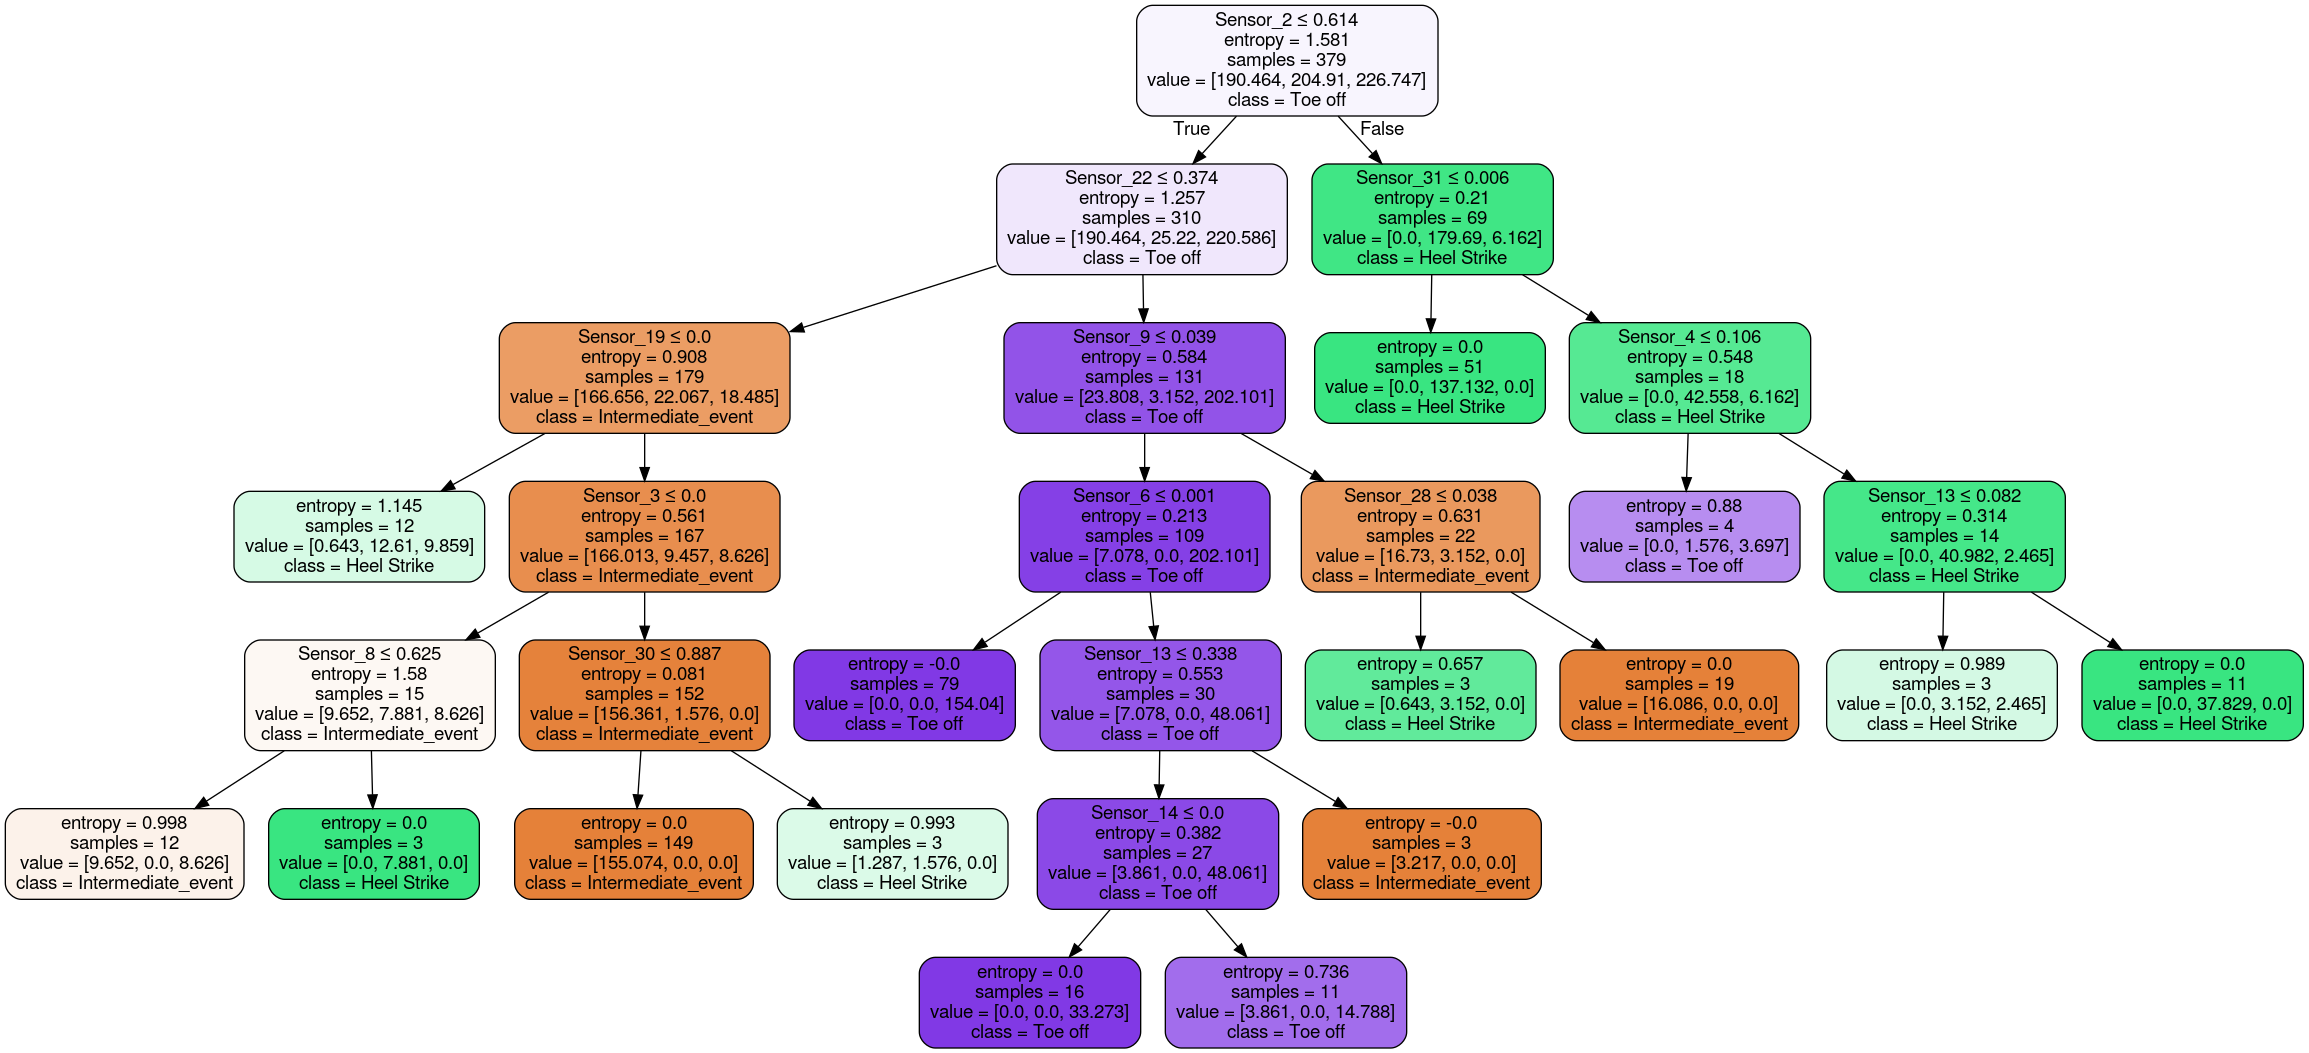 Sensor_2 ≤ 0.614
entropy = 1.581
samples = 379
value = [190.464, 204.91, 226.747]
class = Toe off
True
False
Sensor_22 ≤ 0.374
entropy = 1.257
samples = 310
value = [190.464, 25.22, 220.586]
class = Toe off
Sensor_31 ≤ 0.006
entropy = 0.21
samples = 69
value = [0.0, 179.69, 6.162]
class = Heel Strike
Sensor_19 ≤ 0.0
entropy = 0.908
samples = 179
value = [166.656, 22.067, 18.485]
class = Intermediate_event
Sensor_9 ≤ 0.039
entropy = 0.584
samples = 131
value = [23.808, 3.152, 202.101]
class = Toe off
entropy = 0.0
samples = 51
value = [0.0, 137.132, 0.0]
class = Heel Strike
Sensor_4 ≤ 0.106
entropy = 0.548
samples = 18
value = [0.0, 42.558, 6.162]
class = Heel Strike
entropy = 1.145
samples = 12
value = [0.643, 12.61, 9.859]
class = Heel Strike
Sensor_3 ≤ 0.0
entropy = 0.561
samples = 167
value = [166.013, 9.457, 8.626]
class = Intermediate_event
Sensor_6 ≤ 0.001
entropy = 0.213
samples = 109
value = [7.078, 0.0, 202.101]
class = Toe off
Sensor_28 ≤ 0.038
entropy = 0.631
samples = 22
value = [16.73, 3.152, 0.0]
class = Intermediate_event
entropy = 0.88
samples = 4
value = [0.0, 1.576, 3.697]
class = Toe off
Sensor_13 ≤ 0.082
entropy = 0.314
samples = 14
value = [0.0, 40.982, 2.465]
class = Heel Strike
Sensor_8 ≤ 0.625
entropy = 1.58
samples = 15
value = [9.652, 7.881, 8.626]
class = Intermediate_event
Sensor_30 ≤ 0.887
entropy = 0.081
samples = 152
value = [156.361, 1.576, 0.0]
class = Intermediate_event
entropy = -0.0
samples = 79
value = [0.0, 0.0, 154.04]
class = Toe off
Sensor_13 ≤ 0.338
entropy = 0.553
samples = 30
value = [7.078, 0.0, 48.061]
class = Toe off
entropy = 0.657
samples = 3
value = [0.643, 3.152, 0.0]
class = Heel Strike
entropy = 0.0
samples = 19
value = [16.086, 0.0, 0.0]
class = Intermediate_event
entropy = 0.989
samples = 3
value = [0.0, 3.152, 2.465]
class = Heel Strike
entropy = 0.0
samples = 11
value = [0.0, 37.829, 0.0]
class = Heel Strike
entropy = 0.998
samples = 12
value = [9.652, 0.0, 8.626]
class = Intermediate_event
entropy = 0.0
samples = 3
value = [0.0, 7.881, 0.0]
class = Heel Strike
entropy = 0.0
samples = 149
value = [155.074, 0.0, 0.0]
class = Intermediate_event
entropy = 0.993
samples = 3
value = [1.287, 1.576, 0.0]
class = Heel Strike
Sensor_14 ≤ 0.0
entropy = 0.382
samples = 27
value = [3.861, 0.0, 48.061]
class = Toe off
entropy = -0.0
samples = 3
value = [3.217, 0.0, 0.0]
class = Intermediate_event
entropy = 0.0
samples = 16
value = [0.0, 0.0, 33.273]
class = Toe off
entropy = 0.736
samples = 11
value = [3.861, 0.0, 14.788]
class = Toe off